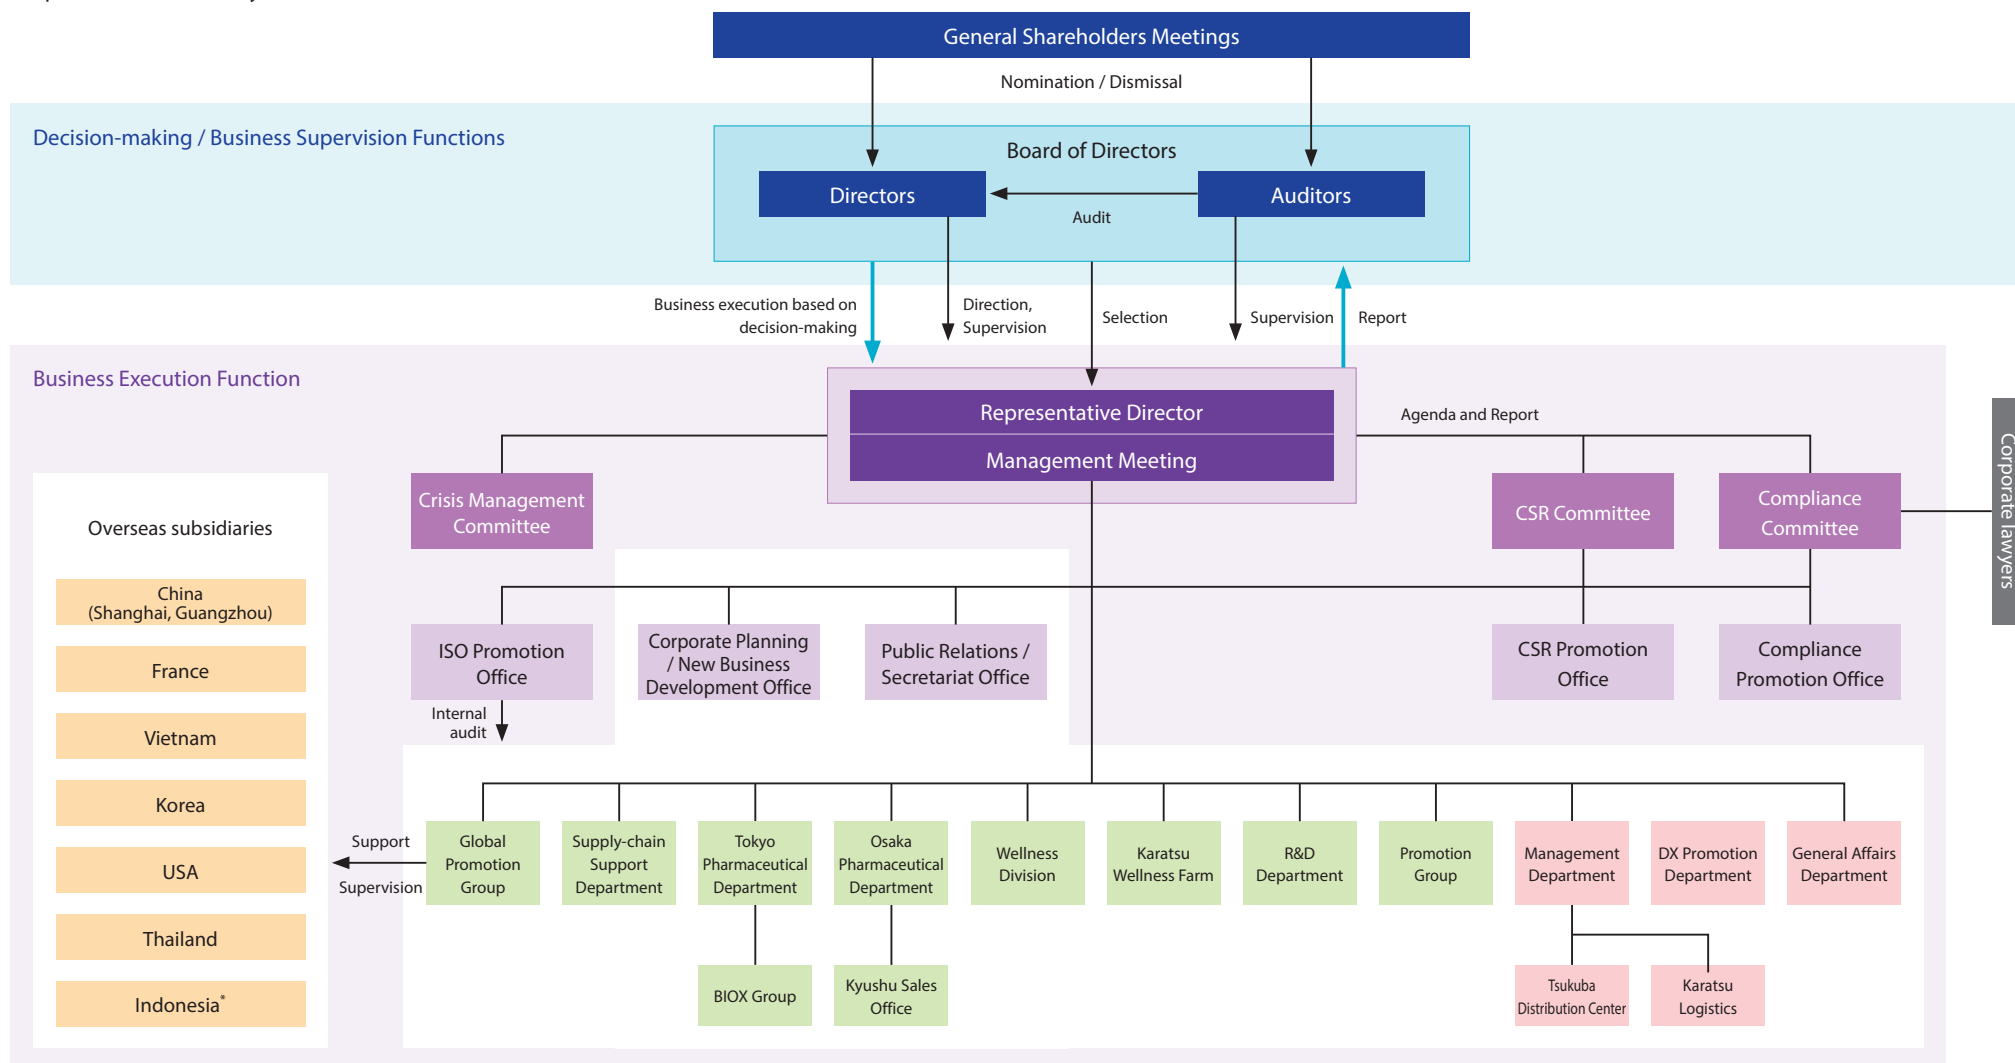 General Shareholders Meetings
Nomination / Dismissal
Decision-making / Business Supervision Functions
Board of Directors
Directors
Auditors
Audit
Business execution based on
decision-making
Direction,
Supervision
Selection
Supervision
Report
Business Execution Function
Representative Director
Management Meeting
Agenda and Report
Corporate lawyers
Crisis Management
Committee
CSR Committee
Compliance
Committee
Overseas subsidiaries
China
(Shanghai, Guangzhou)
France
Vietnam
Korea
USA
Thailand
Indonesia*
ISO Promotion
Office
Corporate Planning
/ New Business
Development Office
Public Relations /
Secretariat Office
CSR Promotion
Office
Compliance
Promotion Office
Internal
audit
Support
Supervision
Global
Promotion
Group
Supply-chain
Support
Department
Tokyo
Pharmaceutical
Department
Osaka
Pharmaceutical
Department
Wellness
Division
Karatsu
Wellness Farm
R&D
Department
Promotion
Group
Management
Department
DX Promotion
Department
General Affairs
Department
BIOX Group
Kyushu Sales
Office
Tsukuba
Distribution Center
Karatsu
Logistics